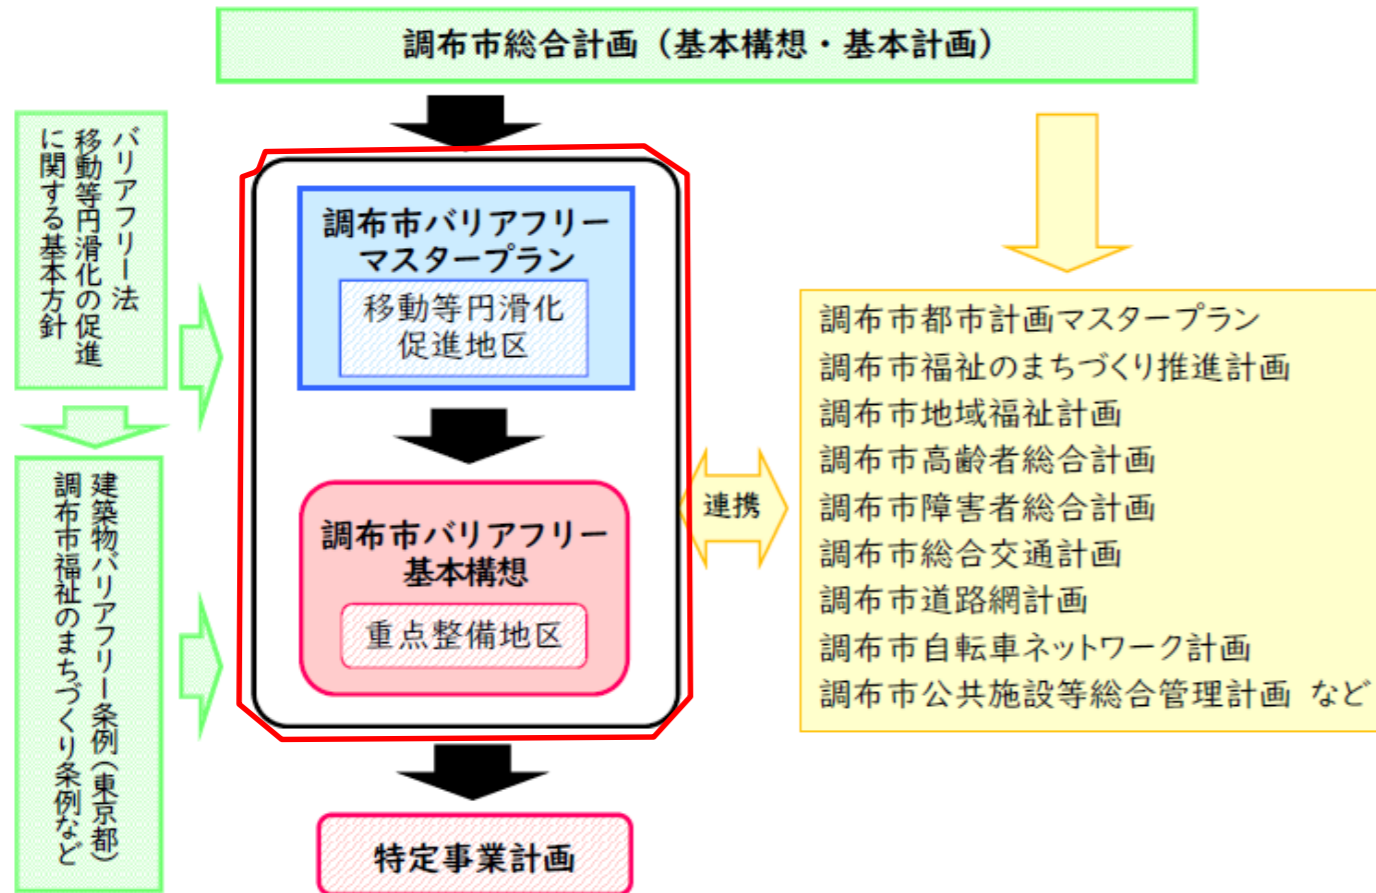 調布市総合計画（基本構想・基本計画）
バリアフリー法
移動等円滑化の促進
に関する基本方針
建築物バリアフリー条例（東京都）
調布市福祉のまちづくり条例など
調布市バリアフリー
マスタープラン
移動等円滑化
促進地区
調布市バリアフリー
基本構想
重点整備地区
特定事業計画
連携
調布市都市計画マスタープラン
調布市福祉のまちづくり推進計画
調布市地域福祉計画
調布市高齢者総合計画
調布市障害者総合計画
調布市総合交通計画
調布市道路網計画
調布市自転車ネットワーク計画
調布市公共施設等総合管理計画 など